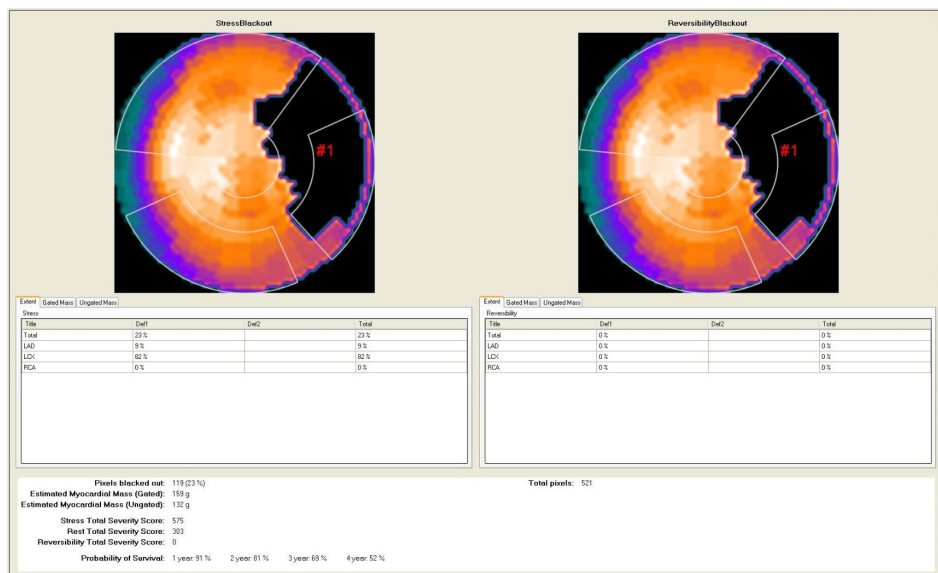 StressBlackout
ReversibilityBlackout
#1
#1
Extent Gated Mass Ungated Mass
Stress
Title Def1 Def2 Total
Total 23 % 23 %
LAD 9 % 9 %
LCX 82 % 82 %
RCA 0 % 0 %
Extent Gated Mass Ungated Mass
Reversibility
Title Def1 Def2 Total
Total 0 % 0 %
LAD 0 % 0 %
LCX 0 % 0 %
RCA 0 % 0 %
Pixels blacked out: 119 (23 %)
Total pixels: 521
Estimated Myocardial Mass (Gated): 159 g
Estimated Myocardial Mass (Ungated): 132 g
Stress Total Severity Score: 575
Rest Total Severity Score: 303
Reversibility Total Severity Score: 0
Probability of Survival: 1 year: 91 % 2 year: 81 % 3 year: 69 % 4 year: 52 %